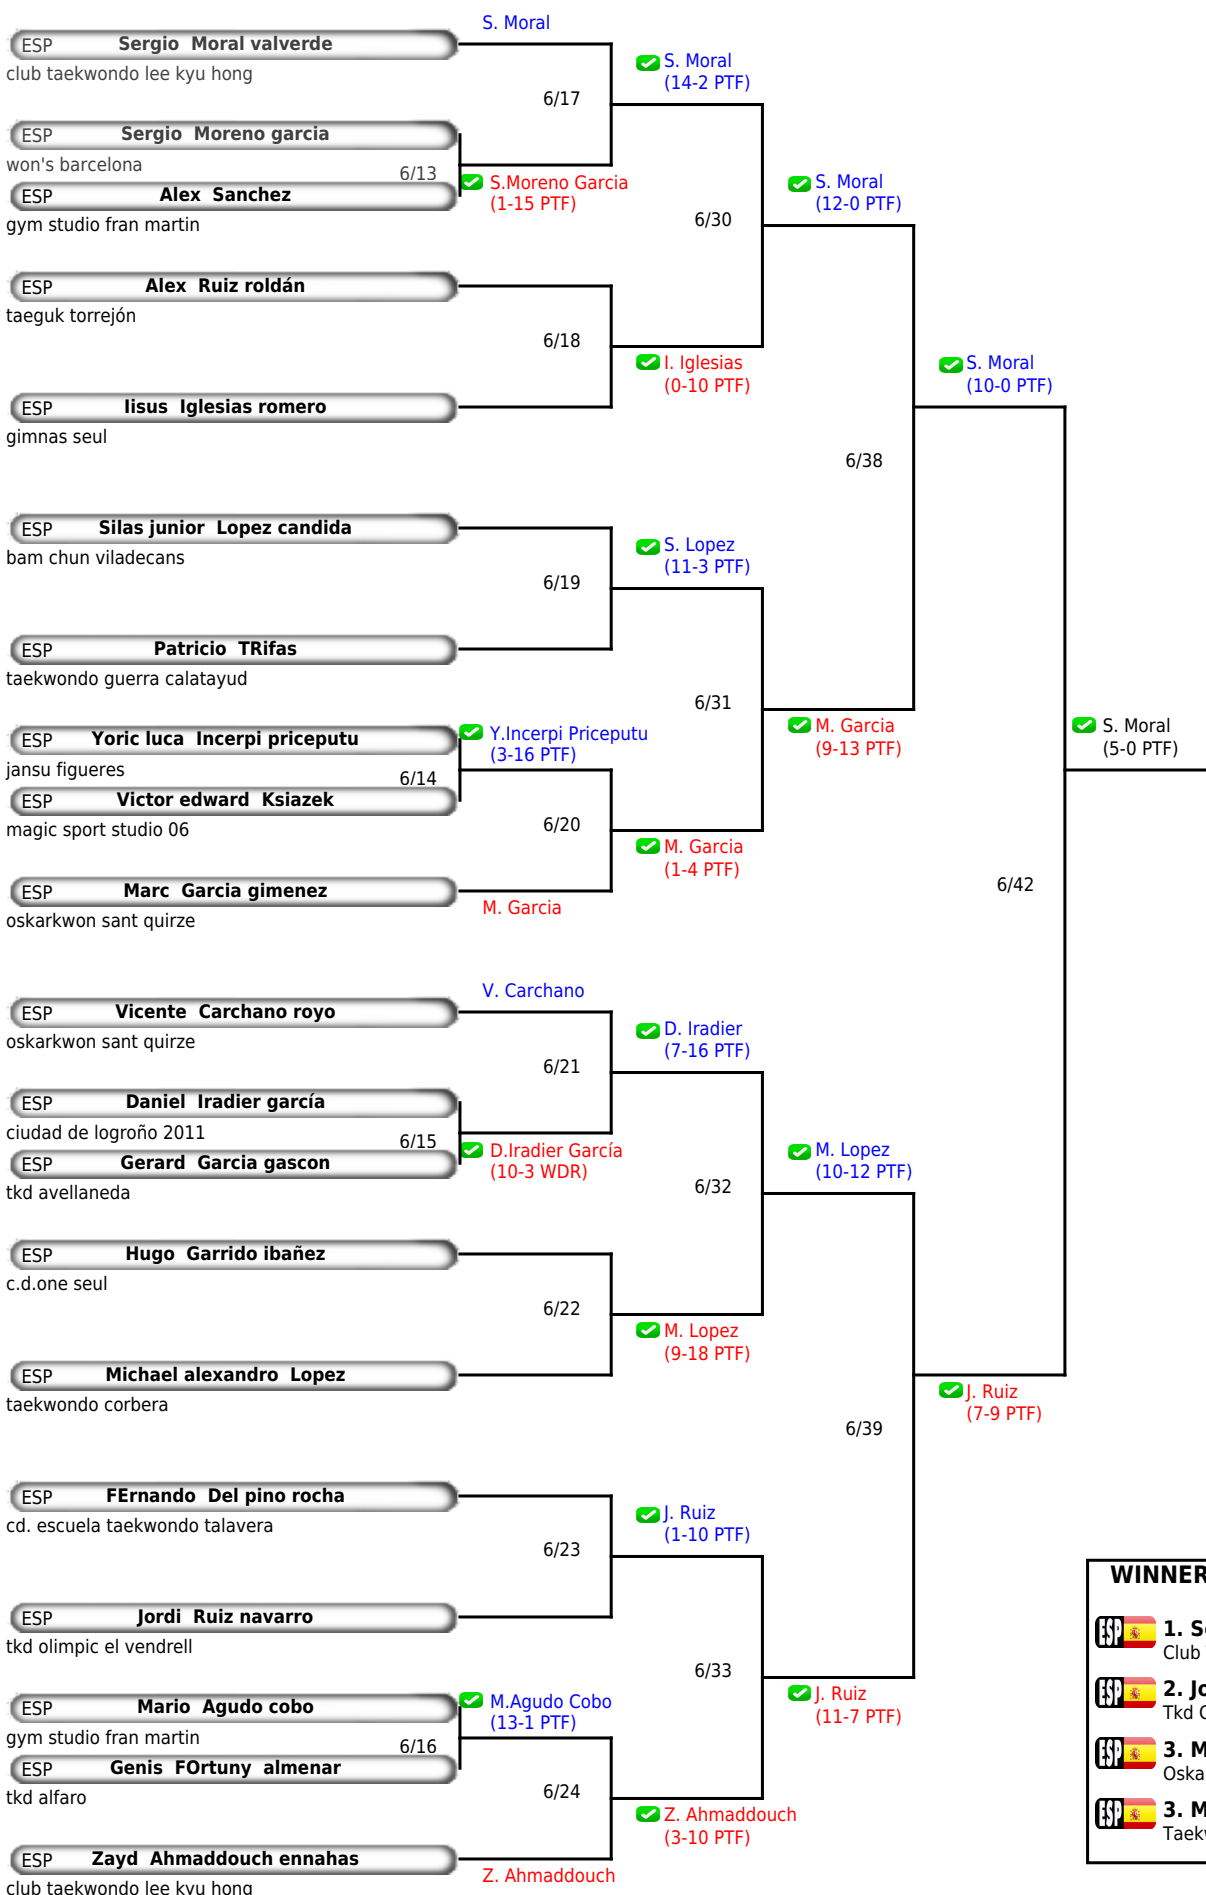 S. Moral
ESP Sergio Moral valverde
club taekwondo lee kyu hong
S. Moral
(14-2 PTF)
6/17
ESP Sergio Moreno garcia
won's barcelona
6/13
ESP Alex Sanchez
gym studio fran martin
S.Moreno Garcia
(1-15 PTF)
S. Moral
(12-0 PTF)
6/30
ESP Alex Ruiz roldán
taeguk torrejón
6/18
I. Iglesias
(0-10 PTF)
S. Moral
(10-0 PTF)
ESP Iisus Iglesias romero
gimnas seul
6/38
ESP Silas junior Lopez candida
bam chun viladecans
S. Lopez
(11-3 PTF)
6/19
ESP Patricio TRifas
taekwondo guerra calatayud
6/31
M. Garcia
(9-13 PTF)
S. Moral
(5-0 PTF)
ESP Yoric luca Incerpi priceputu
jansu figueres
Y.Incerpi Priceputu
(3-16 PTF)
6/14
ESP Victor edward Ksiazek
magic sport studio 06
6/20
M. Garcia
(1-4 PTF)
ESP Marc Garcia gimenez
oskarkwon sant quirze
M. Garcia
6/42
V. Carchano
ESP Vicente Carchano royo
oskarkwon sant quirze
D. Iradier
(7-16 PTF)
6/21
ESP Daniel Iradier garcía
ciudad de logroño 2011
6/15
D.Iradier García
(10-3 WDR)
ESP Gerard Garcia gascon
tkd avellaneda
M. Lopez
(10-12 PTF)
6/32
ESP Hugo Garrido ibañez
c.d.one seul
6/22
M. Lopez
(9-18 PTF)
ESP Michael alexandro Lopez
taekwondo corbera
J. Ruiz
(7-9 PTF)
6/39
ESP FErnando Del pino rocha
cd. escuela taekwondo talavera
J. Ruiz
(1-10 PTF)
6/23
ESP Jordi Ruiz navarro
tkd olimpic el vendrell
6/33
J. Ruiz
(11-7 PTF)
ESP Mario Agudo cobo
gym studio fran martin
M.Agudo Cobo
(13-1 PTF)
6/16
ESP Genis FOrtuny almenar
tkd alfaro
6/24
Z. Ahmaddouch
(3-10 PTF)
ESP Zayd Ahmaddouch ennahas
club taekwondo lee kyu hong
Z. Ahmaddouch
WINNER
ESP 1. S
Club
ESP 2. Jo
Tkd
ESP 3. M
Oska
ESP 3. M
Taek